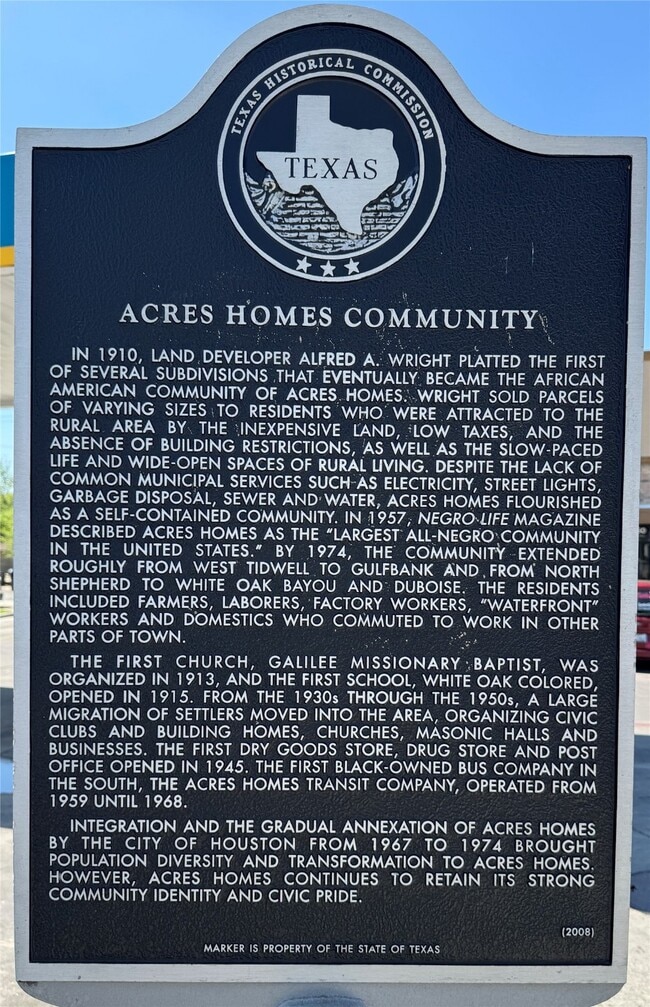 TEXAS HISTORICAL COMMISSION
TEXAS
ACRES HOMES COMMUNITY
IN 1910, LAND DEVELOPER ALFRED A. WRIGHT PLATTED THE FIRST
OF SEVERAL SUBDIVISIONS THAT EVENTUALLY BECAME THE AFRICAN
AMERICAN COMMUNITY OF ACRES HOMES. WRIGHT SOLD PARCELS
OF VARYING SIZES TO RESIDENTS WHO WERE ATTRACTED TO THE
RURAL AREA BY THE INEXPENSIVE LAND, LOW TAXES, AND THE
ABSENCE OF BUILDING RESTRICTIONS, AS WELL AS THE SLOW-PACED
LIFE AND WIDE-OPEN SPACES OF RURAL LIVING. DESPITE THE LACK OF
COMMON MUNICIPAL SERVICES SUCH AS ELECTRICITY, STREET LIGHTS,
GARBAGE DISPOSAL, SEWER AND WATER, ACRES HOMES FLOURISHED
AS A SELF-CONTAINED COMMUNITY. IN 1957, NEGRO LIFE MAGAZINE
DESCRIBED ACRES HOMES AS THE "LARGEST ALL-NEGRO COMMUNITY
IN THE UNITED STATES." BY 1974, THE COMMUNITY EXTENDED
ROUGHLY FROM WEST TIDWELL TO GULFBANK AND FROM NORTH
SHEPHERD TO WHITE OAK BAYOU AND DUBOISE. THE RESIDENTS
INCLUDED FARMERS, LABORERS, FACTORY WORKERS, "WATERFRONT"
WORKERS AND DOMESTICS WHO COMMUTED TO WORK IN OTHER
PARTS OF TOWN.
THE FIRST CHURCH, GALILEE MISSIONARY BAPTIST, WAS
ORGANIZED IN 1913, AND THE FIRST SCHOOL, WHITE OAK COLORED,
OPENED IN 1915. FROM THE 1930s THROUGH THE 1950s, A LARGE
MIGRATION OF SETTLERS MOVED INTO THE AREA, ORGANIZING CIVIC
CLUBS AND BUILDING HOMES, CHURCHES, MASONIC HALLS AND
BUSINESSES. THE FIRST DRY GOODS STORE, DRUG STORE AND POST
OFFICE OPENED IN 1945. THE FIRST BLACK-OWNED BUS COMPANY IN
THE SOUTH, THE ACRES HOMES TRANSIT COMPANY, OPERATED FROM
1959 UNTIL 1968.
INTEGRATION AND THE GRADUAL ANNEXATION OF ACRES HOMES
BY THE CITY OF HOUSTON FROM 1967 TO 1974 BROUGHT
POPULATION DIVERSITY AND TRANSFORMATION TO ACRES HOMES.
HOWEVER, ACRES HOMES CONTINUES TO RETAIN ITS STRONG
COMMUNITY IDENTITY AND CIVIC PRIDE.
(2008)
MARKER IS PROPERTY OF THE STATE OF TEXAS